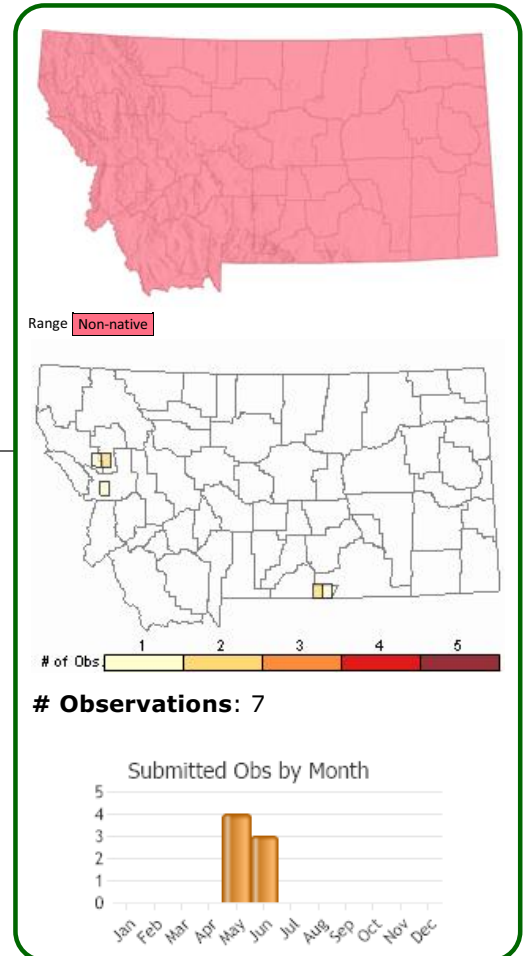 Range Non-native
1 2 3 4 5
# of Obs.
# Observations: 7
Submitted Obs by Month
5
4
3
2
1
0
Jan Feb Mar Apr May Jun Jul Aug Sep Oct Nov Dec